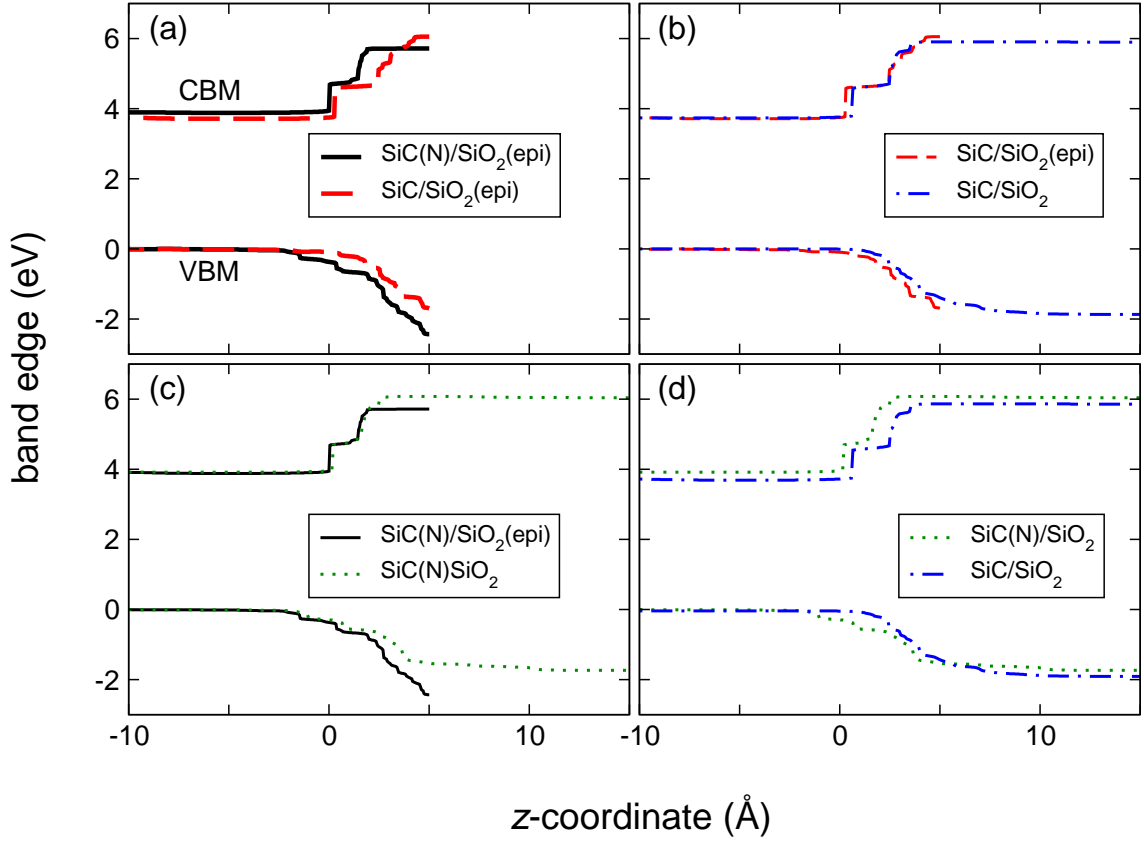 (a)
6
4
2
0
-2
CBM
SiC(N)/SiO₂(epi)
SiC/SiO₂(epi)
VBM
(b)
SiC/SiO₂(epi)
SiC/SiO₂
(c)
6
4
2
0
-2
SiC(N)/SiO₂(epi)
SiC(N)SiO₂
-10 0 10
(d)
SiC(N)/SiO₂
SiC/SiO₂
-10 0 10
band edge (eV)
z-coordinate (Å)